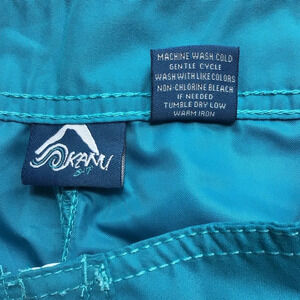 MACHINE WASH COLD
GENTLE CYCLE
WASH WITH LIKE COLORS
NON-CHLORINE BLEACH
IF NEEDED
TUMBLE DRY LOW
WARM IRON
KANU